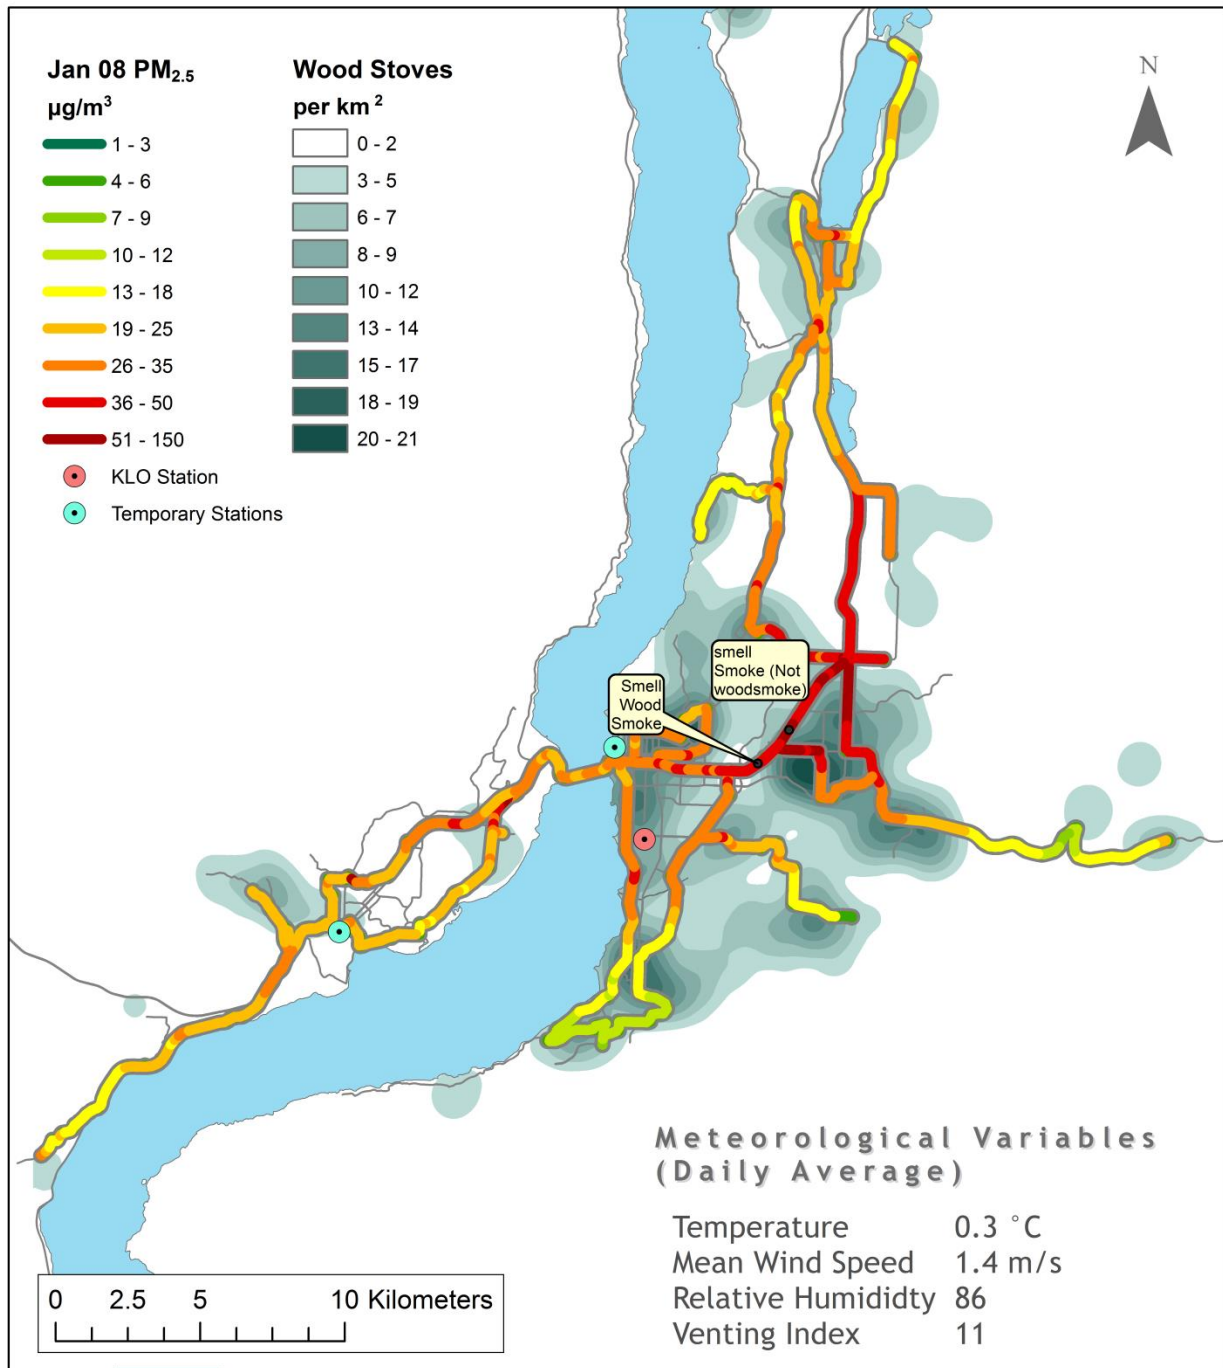 Jan 08 PM2.5
µg/m3
1 - 3
4 - 6
7 - 9
10 - 12
13 - 18
19 - 25
26 - 35
36 - 50
51 - 150
KLO Station
Temporary Stations
Wood Stoves
per km 2
0 - 2
3 - 5
6 - 7
8 - 9
10 - 12
13 - 14
15 - 17
18 - 19
20 - 21
N
smell
Smoke (Not
woodsmoke)
Smell
Wood
Smoke
Meteorological Variables
(Daily Average)
Temperature 0.3 °C
Mean Wind Speed 1.4 m/s
Relative Humididty 86
Venting Index 11
0 2.5 5 10 Kilometers